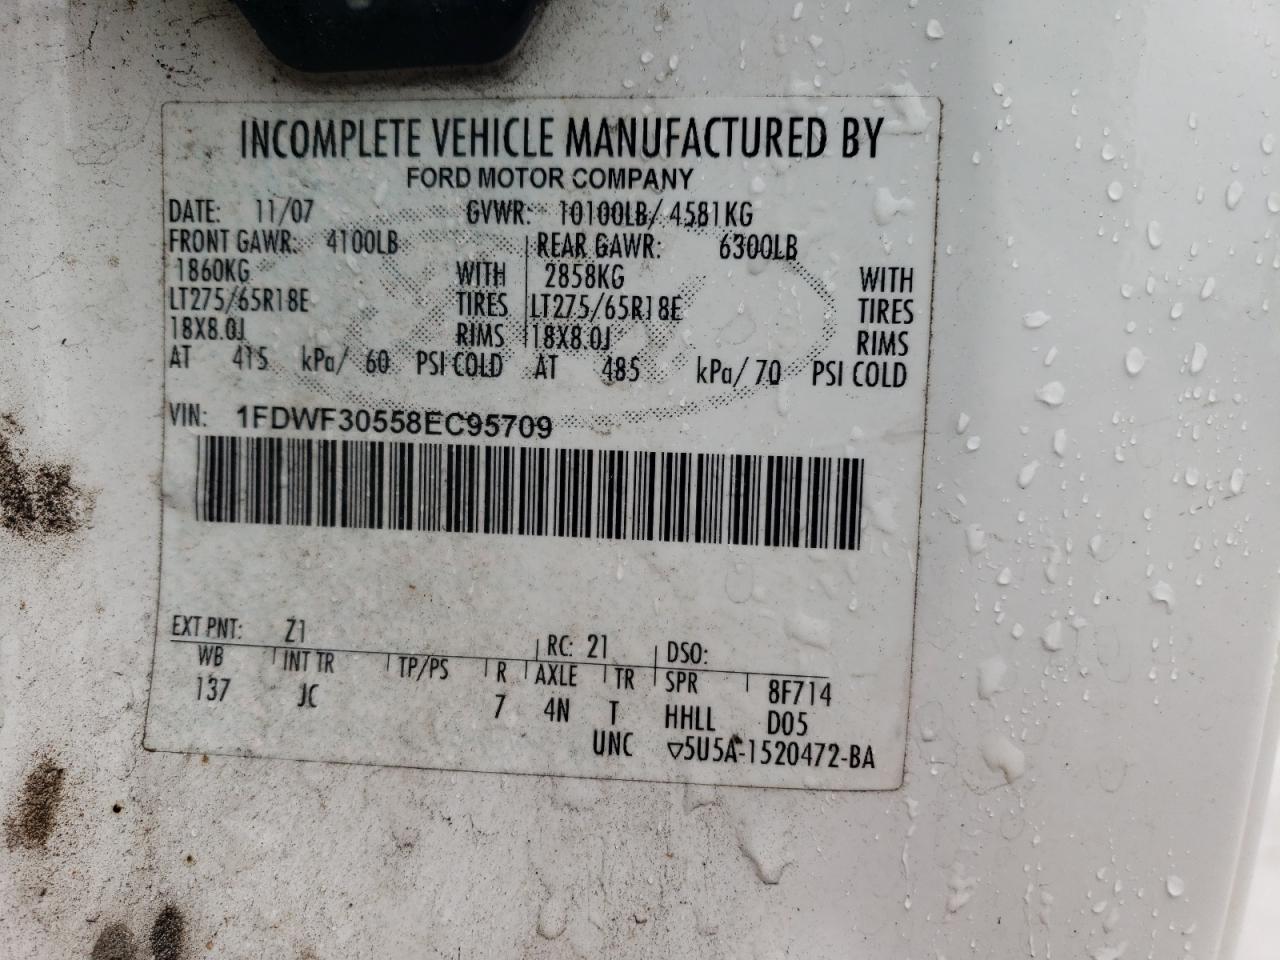 INCOMPLETE VEHICLE MANUFACTURED BY
FORD MOTOR COMPANY
DATE: 11/07 GVWR: 10100LB/ 4581KG
FRONT GAWR: 4100LB REAR GAWR: 6300LB
1860KG WITH 2858KG WITH
LT275/65R18E TIRES LT275/65R18E TIRES
18X8.0J RIMS 18X8.0J RIMS
AT 415 kPa/ 60 PSI COLD AT 485 kPa/ 70 PSI COLD
VIN: 1FDWF30558EC95709
EXT PNT: Z1 RC: 21 DSO:
WB INT TR TP/PS R AXLE TR SPR 8F714
137 JC 7 4N T HHLL D05
UNC ▽5U5A-1520472-BA